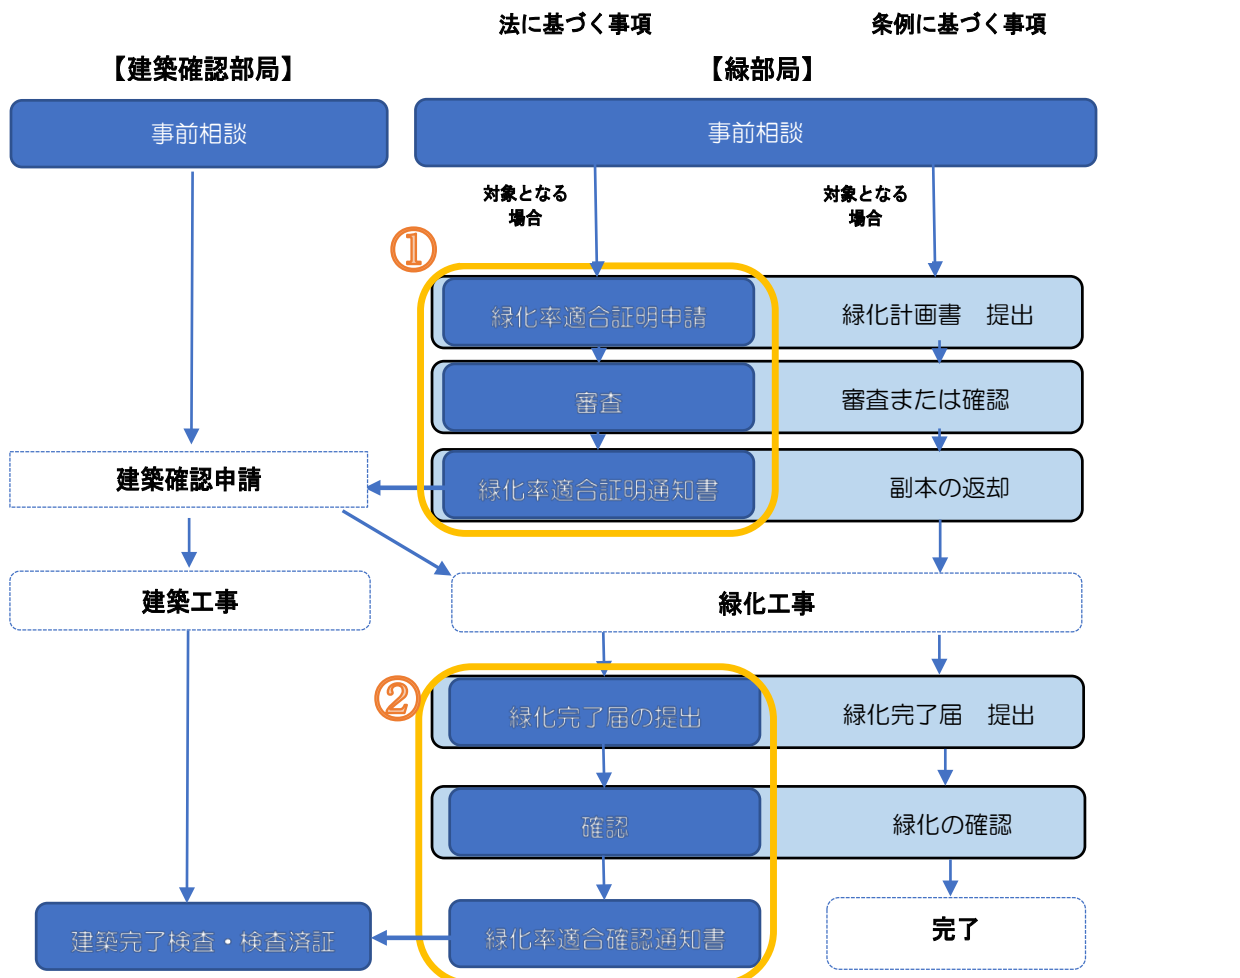 法に基づく事項
条例に基づく事項
【建築確認部局】
【緑部局】
事前相談
事前相談
対象となる
場合
対象となる
場合
①
緑化率適合証明申請
緑化計画書　提出
審査
審査または確認
建築確認申請
緑化率適合証明通知書
副本の返却
建築工事
緑化工事
②
緑化完了届の提出
緑化完了届　提出
確認
緑化の確認
建築完了検査・検査済証
緑化率適合確認通知書
完了